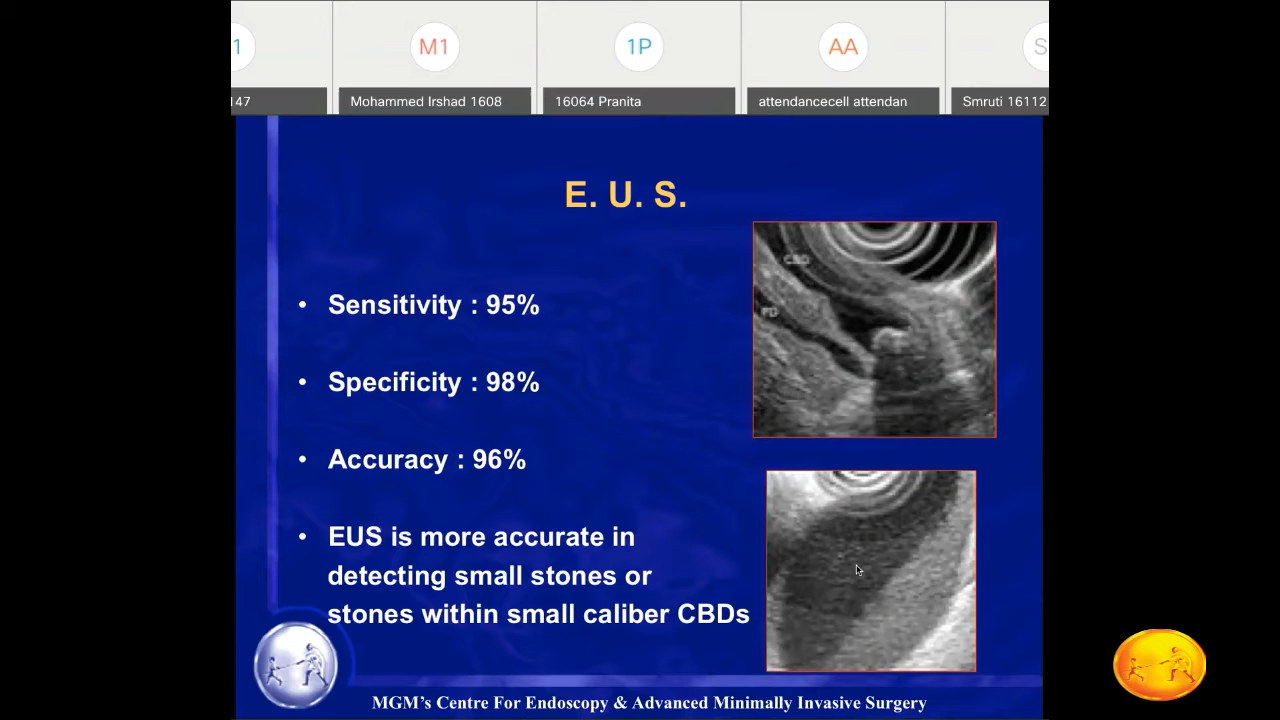 1
M1
1P
AA
S
147
Mohammed Irshad 1608
16064 Pranita
attendancecell attendan
Smruti 16112
E. U. S.
CBD
PD
• Sensitivity : 95%
• Specificity : 98%
• Accuracy : 96%
• EUS is more accurate in
detecting small stones or
stones within small caliber CBDs
MGM's Centre For Endoscopy & Advanced Minimally Invasive Surgery